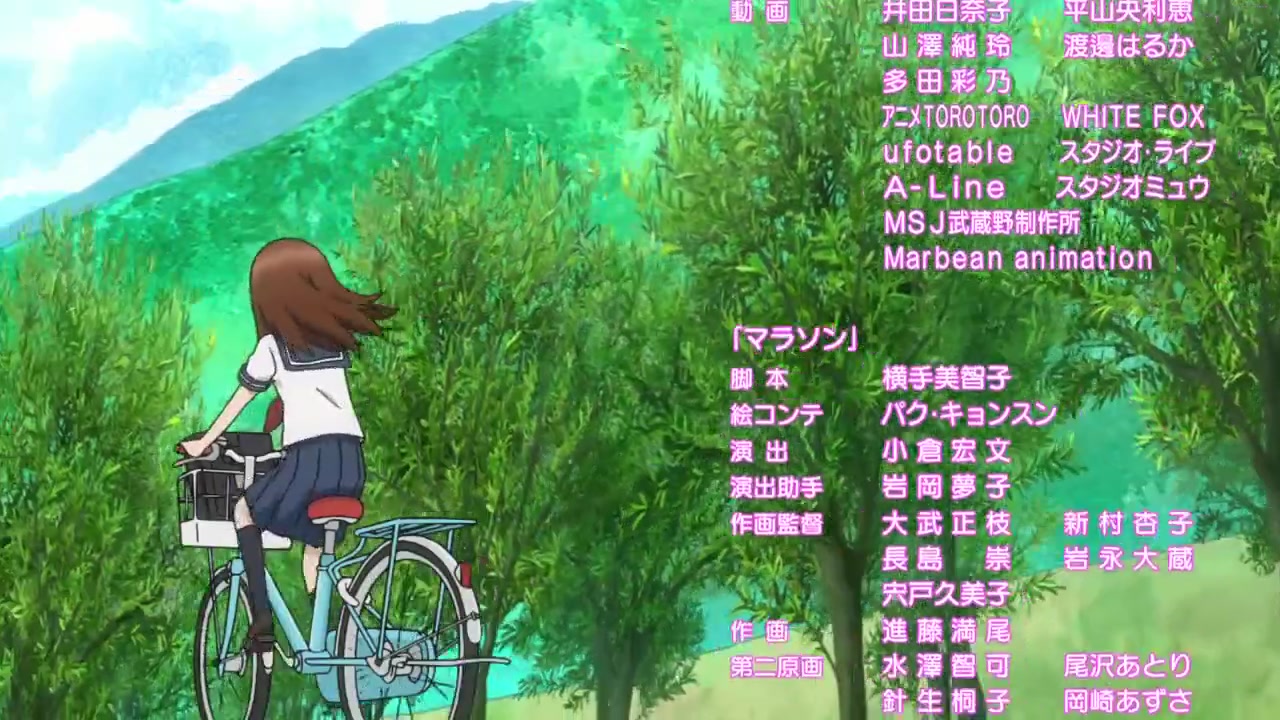 動画 井田日奈子 平山央利恵
山澤純玲 渡邉はるか
多田彩乃
アニメTOROTORO WHITE FOX
ufotable スタジオ・ライブ
A-Line スタジオミュウ
MSJ武蔵野制作所
Marbean animation
「マラソン」
脚本 横手美智子
絵コンテ パク・キョンスン
演出 小倉宏文
演出助手 岩岡夢子
作画監督 大武正枝 新村杏子
長島崇 岩永大蔵
宍戸久美子
作画 進藤満尾
第二原画 水澤智可 尾沢あとり
針生桐子 岡崎あずさ